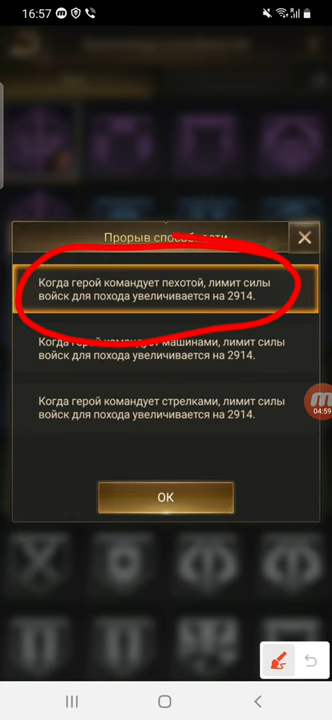 16:57
Прорыв способности
Когда герой командует пехотой, лимит силы
войск для похода увеличивается на 2914.
Когда герой командует машинами, лимит силы
войск для похода увеличивается на 2914.
Когда герой командует стрелками, лимит силы
войск для похода увеличивается на 2914.
04:59
OK